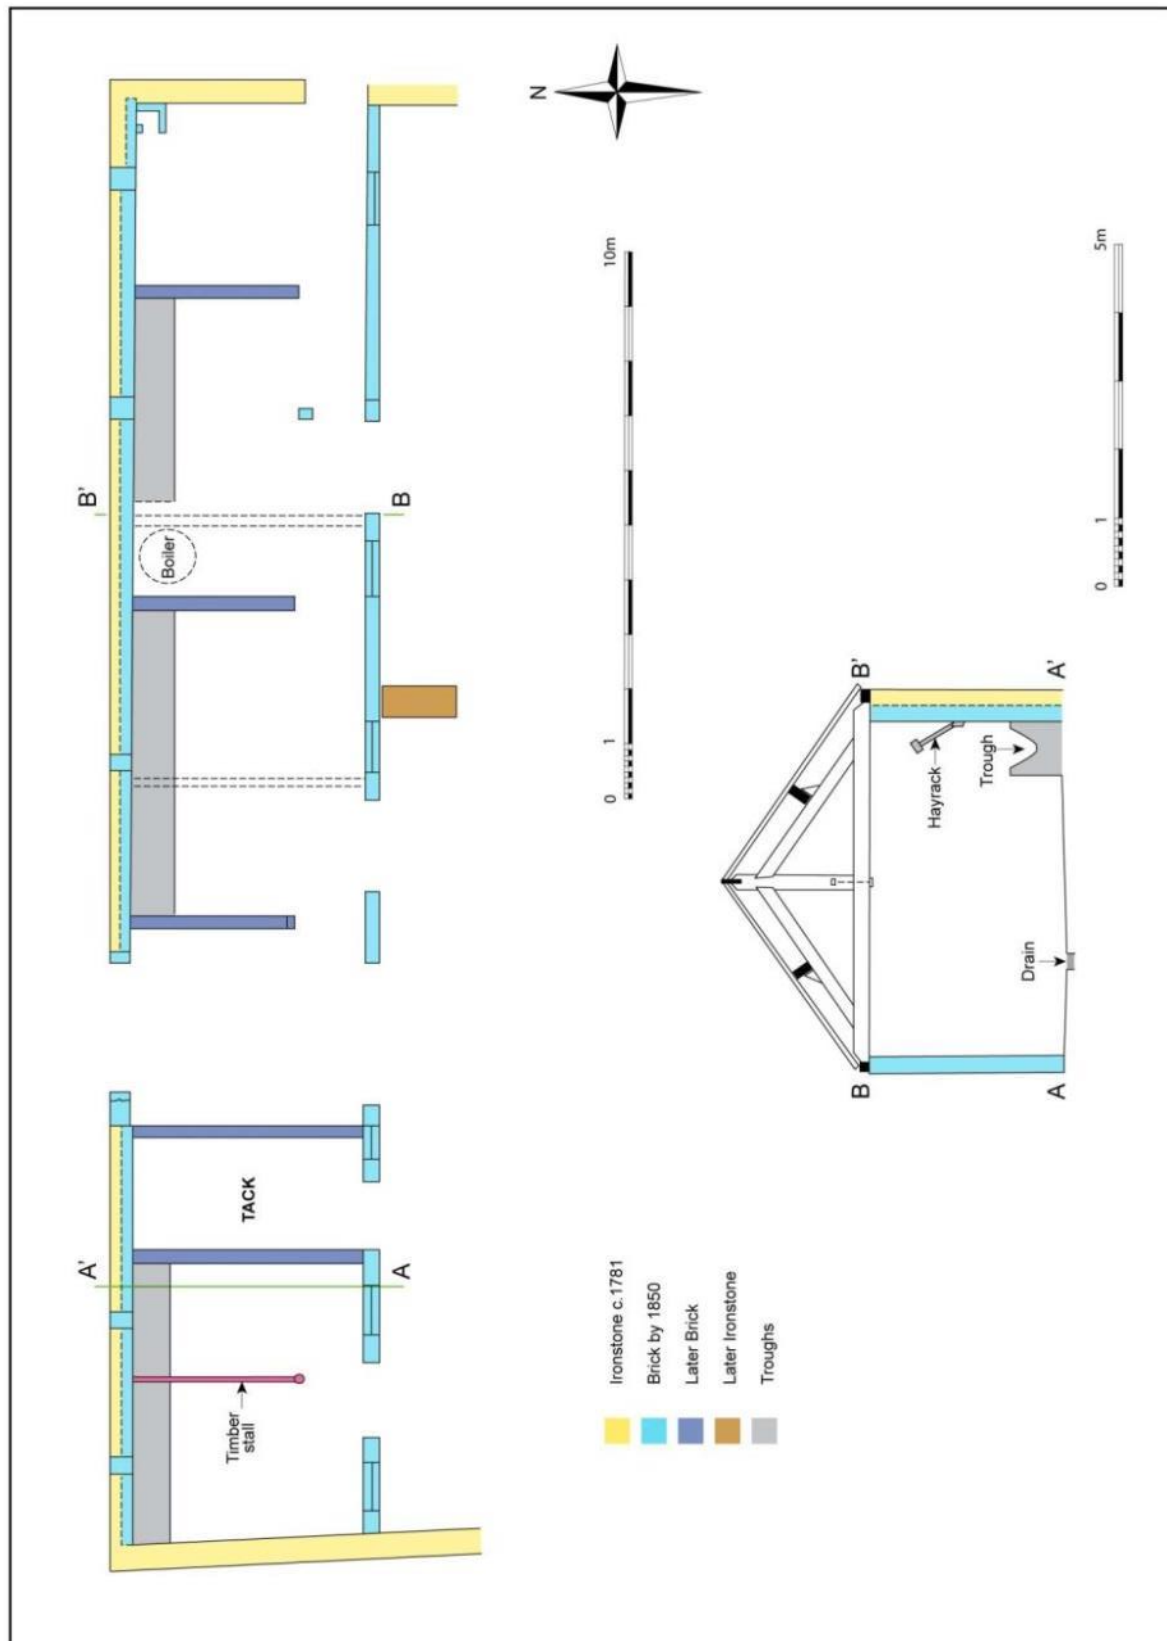 N
B'
B
Boiler
10m
1
0
5m
1
0
A'
A
TACK
Timber
stall
B'
A'
B
A
Hayrack
Trough
Drain
Ironstone c.1781
Brick by 1850
Later Brick
Later Ironstone
Troughs